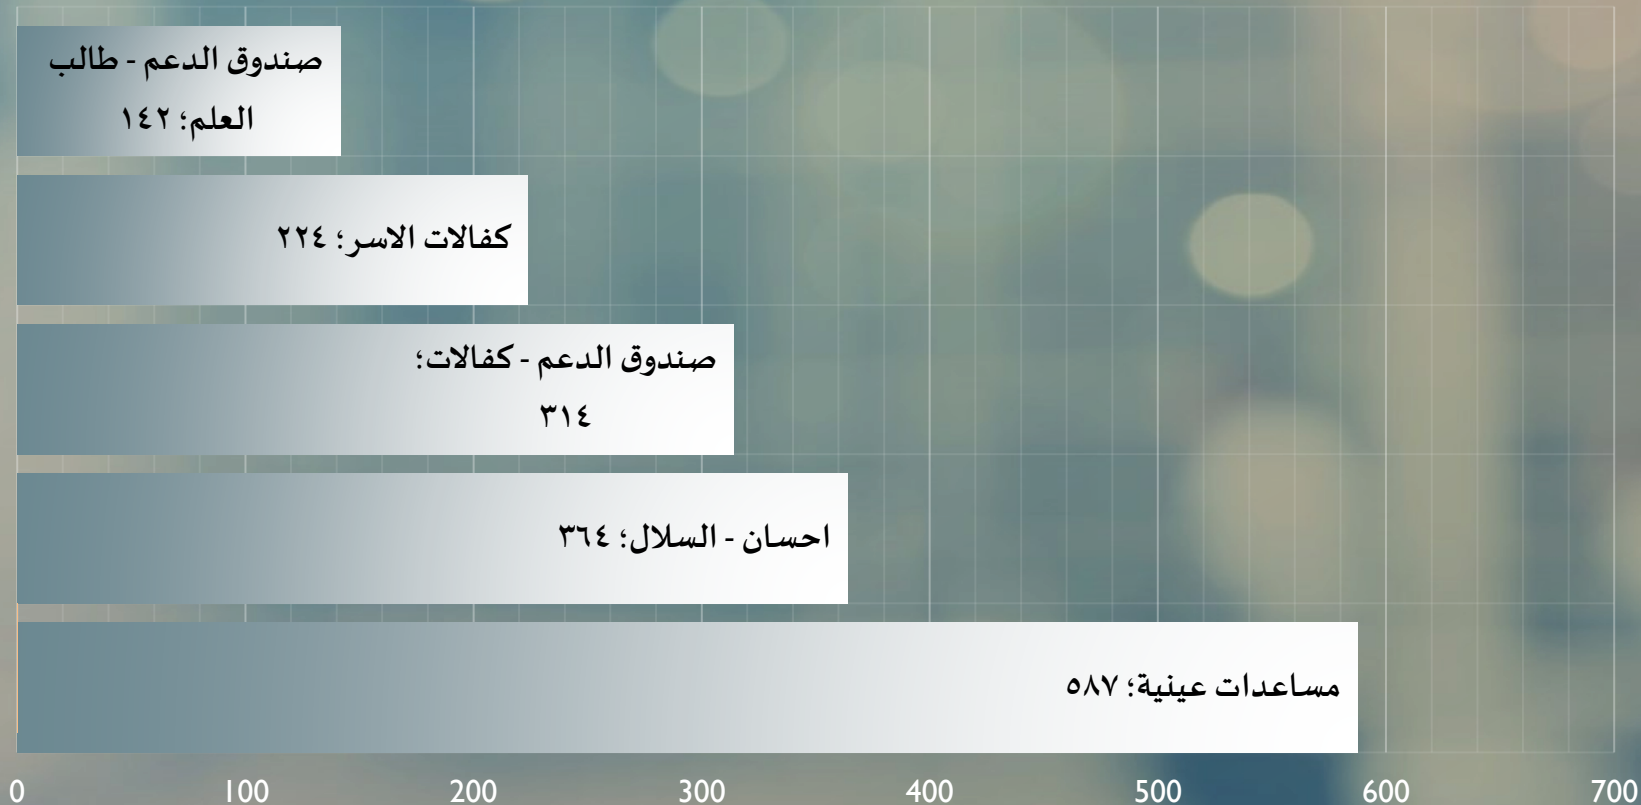 صندوق الدعم - طالب
العلم؛ ١٤٢
كفالات الاسر؛ ٢٢٤
صندوق الدعم - كفالات؛
٣١٤
احسان - السلال؛ ٣٦٤
مساعدات عينية؛ ٥٨٧
0 100 200 300 400 500 600 700